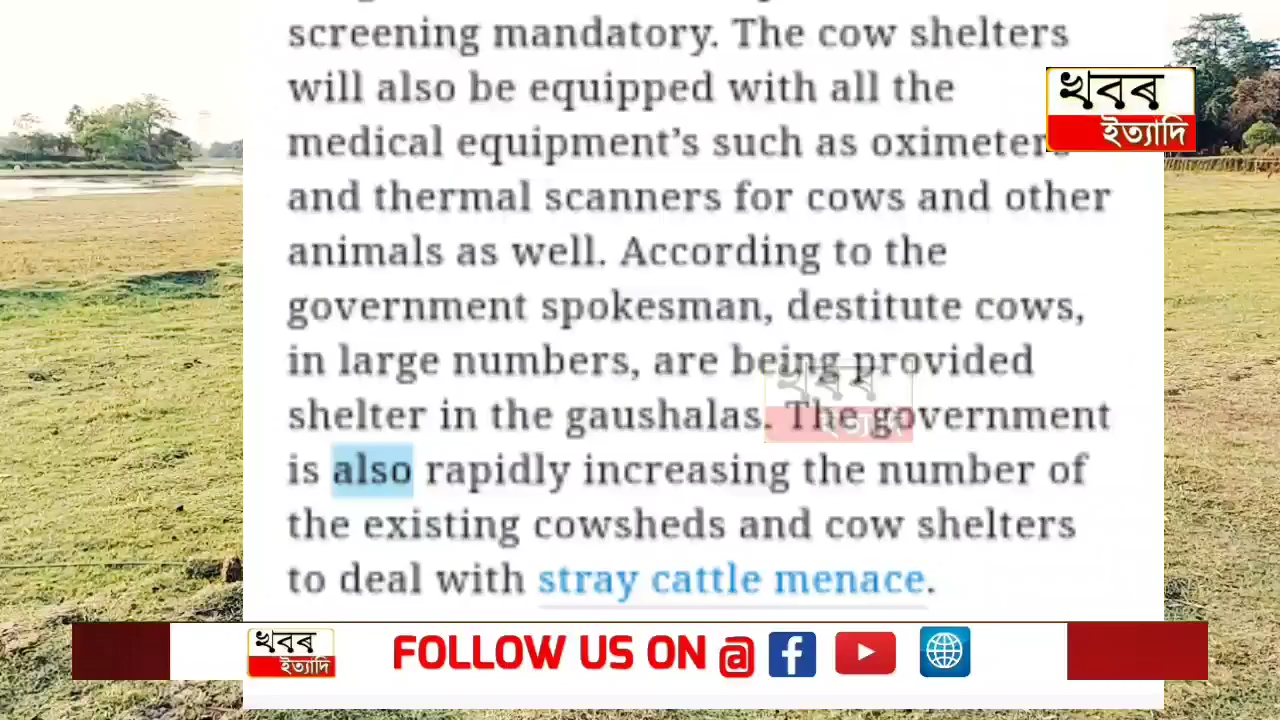 screening mandatory. The cow shelters
will also be equipped with all the
medical equipment's such as oximeters
and thermal scanners for cows and other
animals as well. According to the
government spokesman, destitute cows,
in large numbers, are being provided
shelter in the gaushalas. The government
is also rapidly increasing the number of
the existing cowsheds and cow shelters
to deal with stray cattle menace.
খবৰ
ইত্যাদি
খবৰ
ইত্যাদি
খবৰ
ইত্যাদি
FOLLOW US ON @